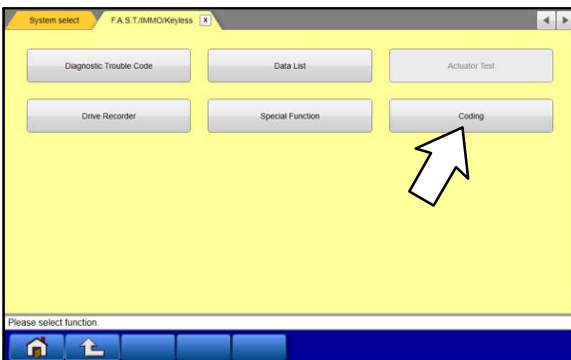 System select F.A.S.T./IMMO/Keyless x
Diagnostic Trouble Code Data List Actuator Test
Drive Recorder Special Function Coding
Please select function.